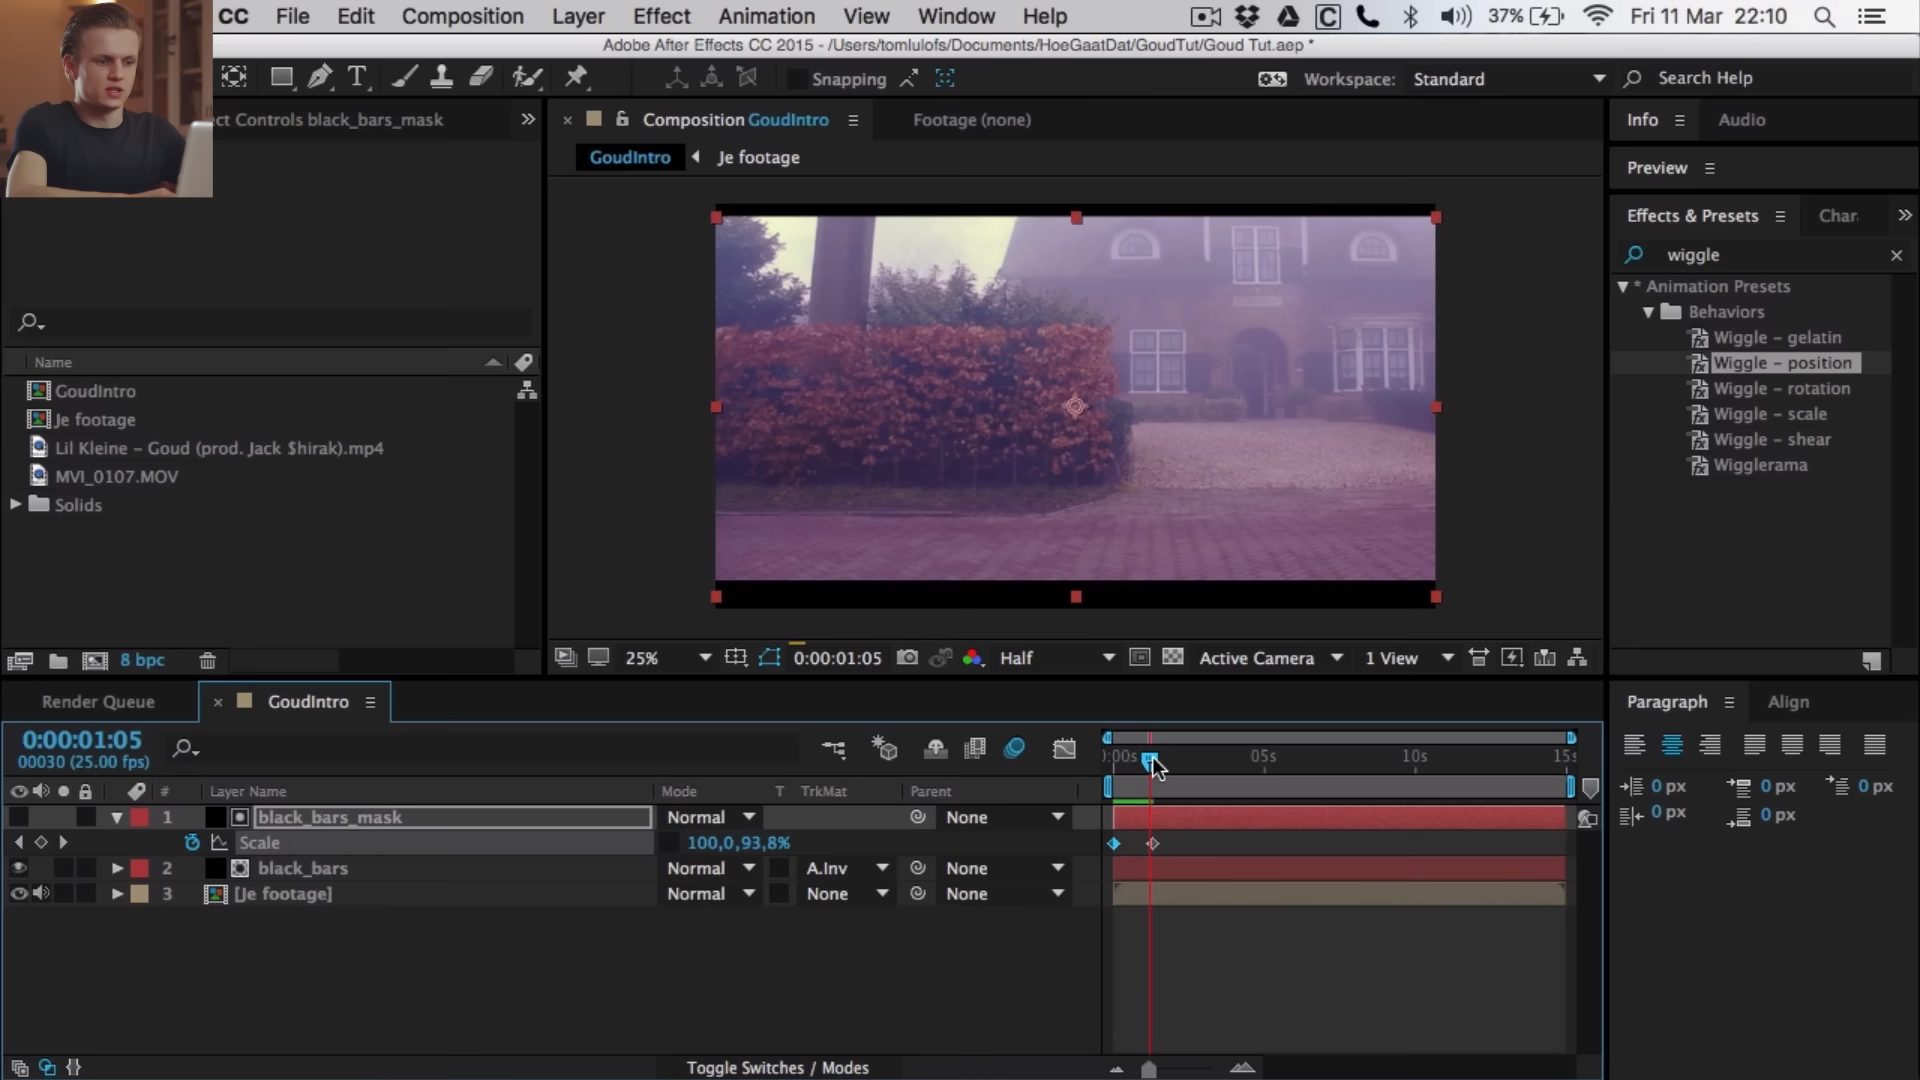 CC File Edit Composition Layer Effect Animation View Window Help 37% Fri 11 Mar 22:10
Adobe After Effects CC 2015 - /Users/tomlulofs/Documents/HoeGaatDat/GoudTut/Goud Tut.aep *
Snapping Workspace: Standard Search Help
ct Controls black_bars_mask
Composition GoudIntro Footage (none)
GoudIntro Je footage
Info Audio
Preview
Effects & Presets Char
wiggle
* Animation Presets
Behaviors
Wiggle - gelatin
Wiggle - position
Wiggle - rotation
Wiggle - scale
Wiggle - shear
Wigglerama
Name
GoudIntro
Je footage
Lil Kleine - Goud (prod. Jack $hirak).mp4
MVI_0107.MOV
Solids
8 bpc
25% 0:00:01:05 Half Active Camera 1 View
Render Queue GoudIntro
0:00:01:05
00030 (25.00 fps)
):00s 05s 10s 15s
# Layer Name Mode T TrkMat Parent
1 black_bars_mask Normal None
Scale 100,0,93,8%
2 black_bars Normal A.Inv None
3 [Je footage] Normal None None
Toggle Switches / Modes
Paragraph Align
0 px 0 px 0 px
0 px 0 px